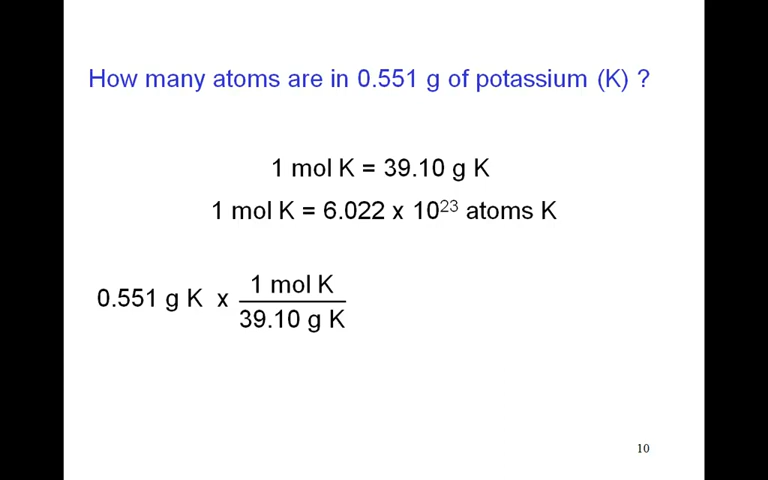 How many atoms are in 0.551 g of potassium (K) ?
1 mol K = 39.10 g K
1 mol K = 6.022 x 10²³ atoms K
0.551 g K x
1 mol K
39.10 g K
10